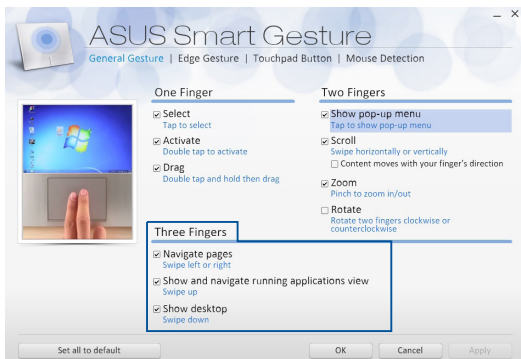 ASUS Smart Gesture
General Gesture | Edge Gesture | Touchpad Button | Mouse Detection
One Finger
Select
Tap to select
Activate
Double tap to activate
Drag
Double tap and hold then drag
Two Fingers
Show pop-up menu
Tap to show pop-up menu
Scroll
Swipe horizontally or vertically
Content moves with your finger's direction
Zoom
Pinch to zoom in/out
Rotate
Rotate two fingers clockwise or
counterclockwise
Three Fingers
Navigate pages
Swipe left or right
Show and navigate running applications view
Swipe up
Show desktop
Swipe down
Set all to default
OK
Cancel
Apply